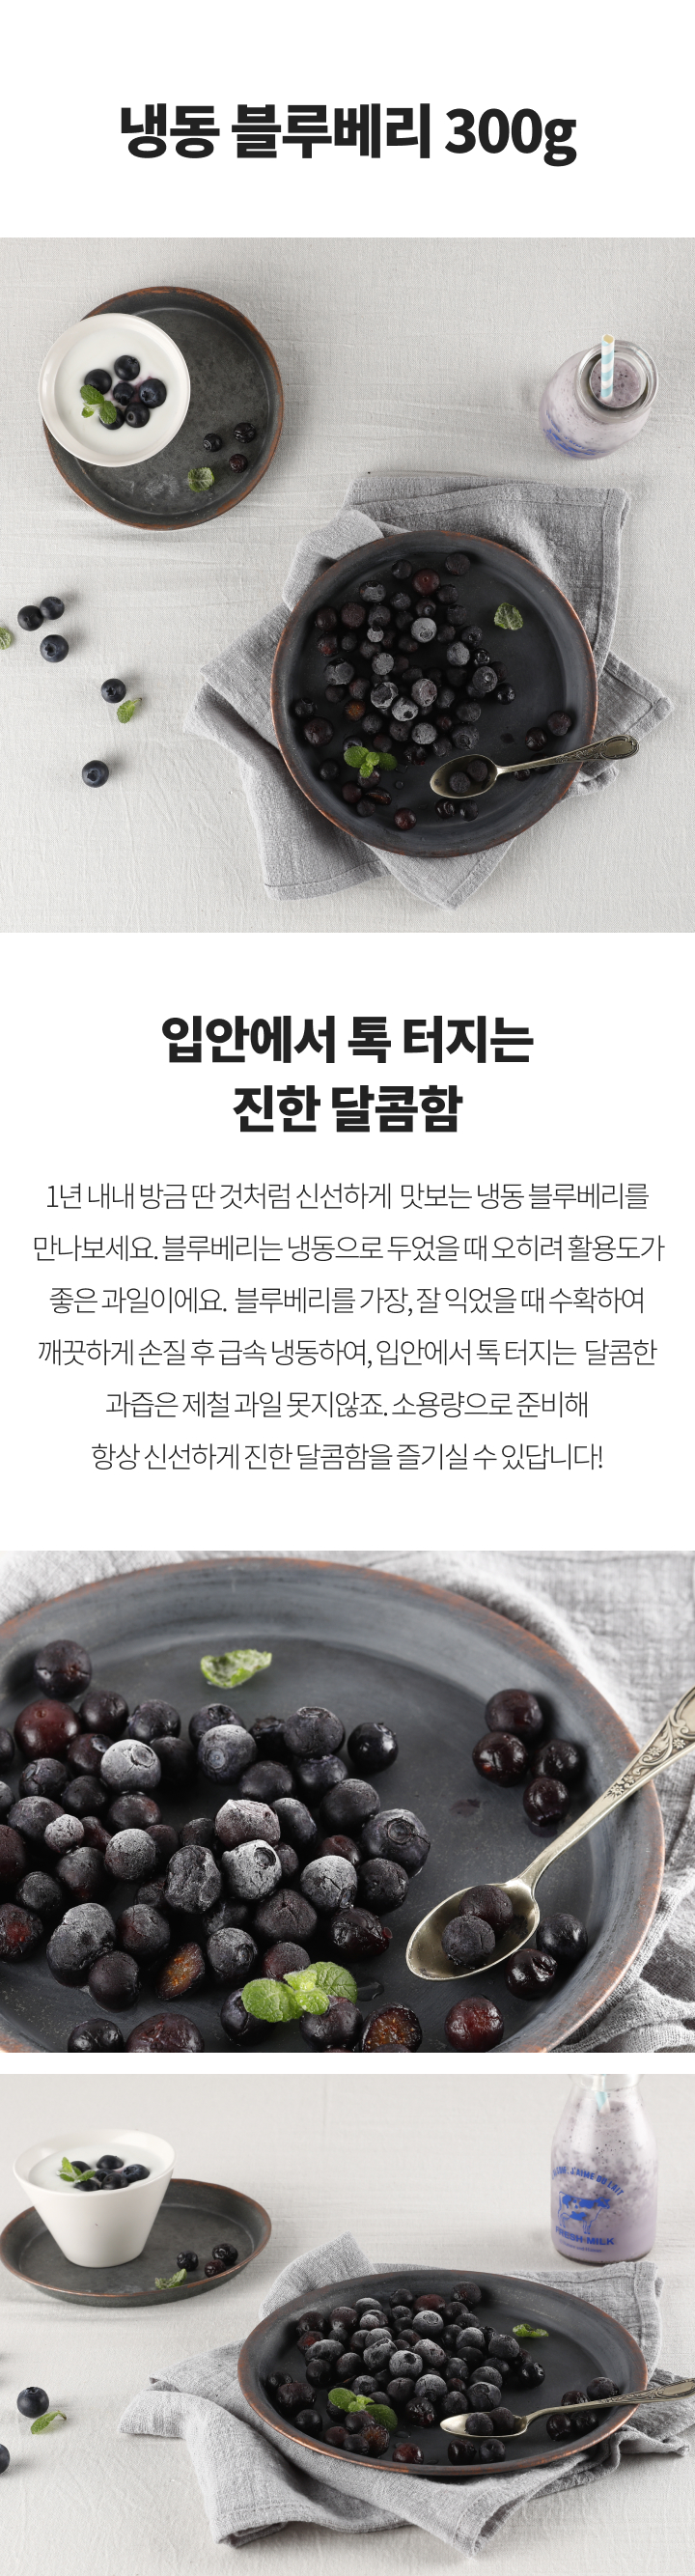 냉동 블루베리 300g
입안에서 톡 터지는
진한 달콤함
1년 내내 방금 딴 것처럼 신선하게 맛보는 냉동 블루베리를
만나보세요. 블루베리는 냉동으로 두었을 때 오히려 활용도가
좋은 과일이에요. 블루베리를 가장, 잘 익었을 때 수확하여
깨끗하게 손질 후 급속 냉동하여, 입안에서 톡 터지는 달콤한
과즙은 제철 과일 못지않죠. 소용량으로 준비해
항상 신선하게 진한 달콤함을 즐기실 수 있답니다!
J'AIME DU LAIT
FRESH MILK